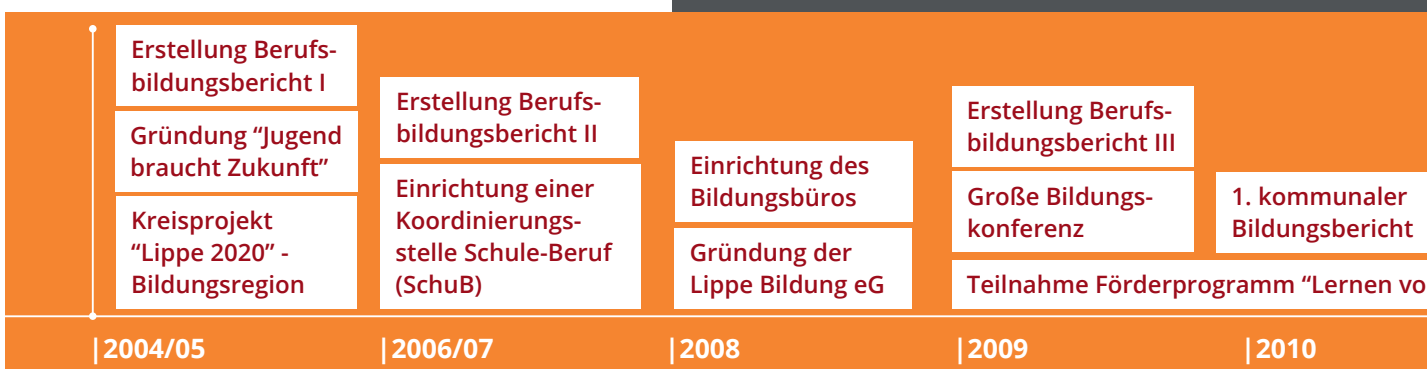 Erstellung Berufs-
bildungsbericht I
Gründung “Jugend
braucht Zukunft”
Kreisprojekt
“Lippe 2020” -
Bildungsregion
Erstellung Berufs-
bildungsbericht II
Einrichtung einer
Koordinierungs-
stelle Schule-Beruf
(SchuB)
Einrichtung des
Bildungsbüros
Gründung der
Lippe Bildung eG
Erstellung Berufs-
bildungsbericht III
Große Bildungs-
konferenz
1. kommunaler
Bildungsbericht
Teilnahme Förderprogramm “Lernen vo
|2004/05 |2006/07 |2008 |2009 |2010